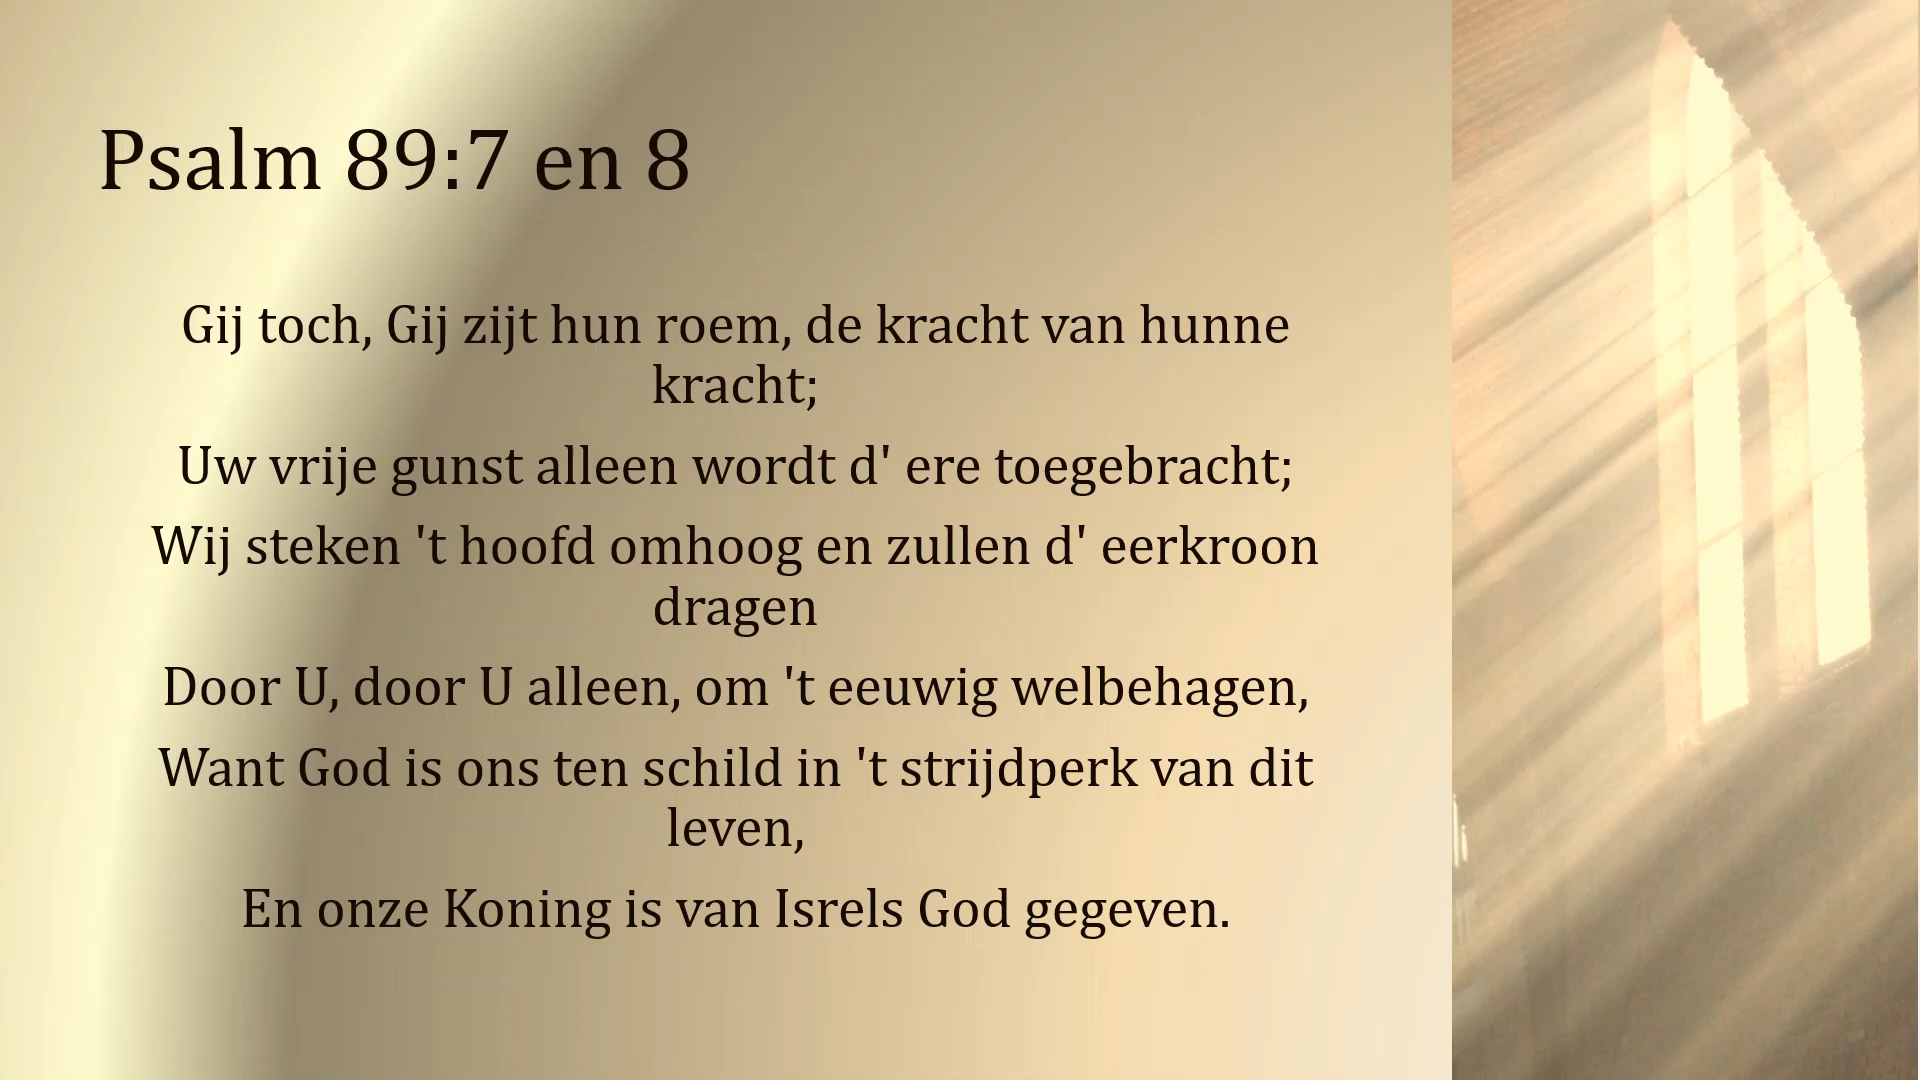 Psalm 89:7 en 8
Gij toch, Gij zijt hun roem, de kracht van hunne
kracht;
Uw vrije gunst alleen wordt d' ere toegebracht;
Wij steken 't hoofd omhoog en zullen d' eerkroon
dragen
Door U, door U alleen, om 't eeuwig welbehagen,
Want God is ons ten schild in 't strijdperk van dit
leven,
En onze Koning is van Isrels God gegeven.